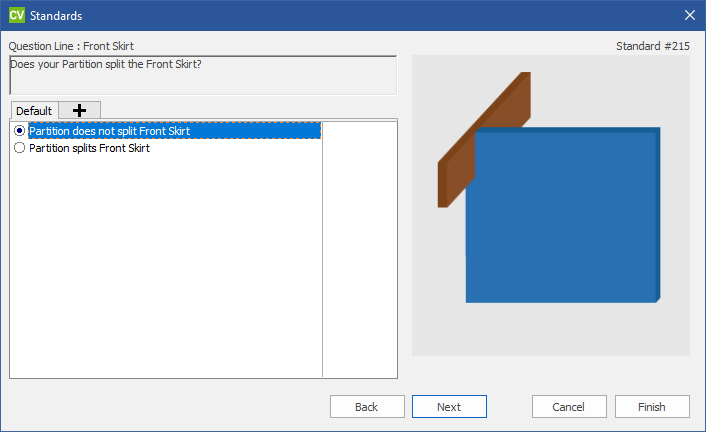 CV Standards
Question Line : Front Skirt
Standard #215
Does your Partition split the Front Skirt?
Default
Partition does not split Front Skirt
Partition splits Front Skirt
Back
Next
Cancel
Finish